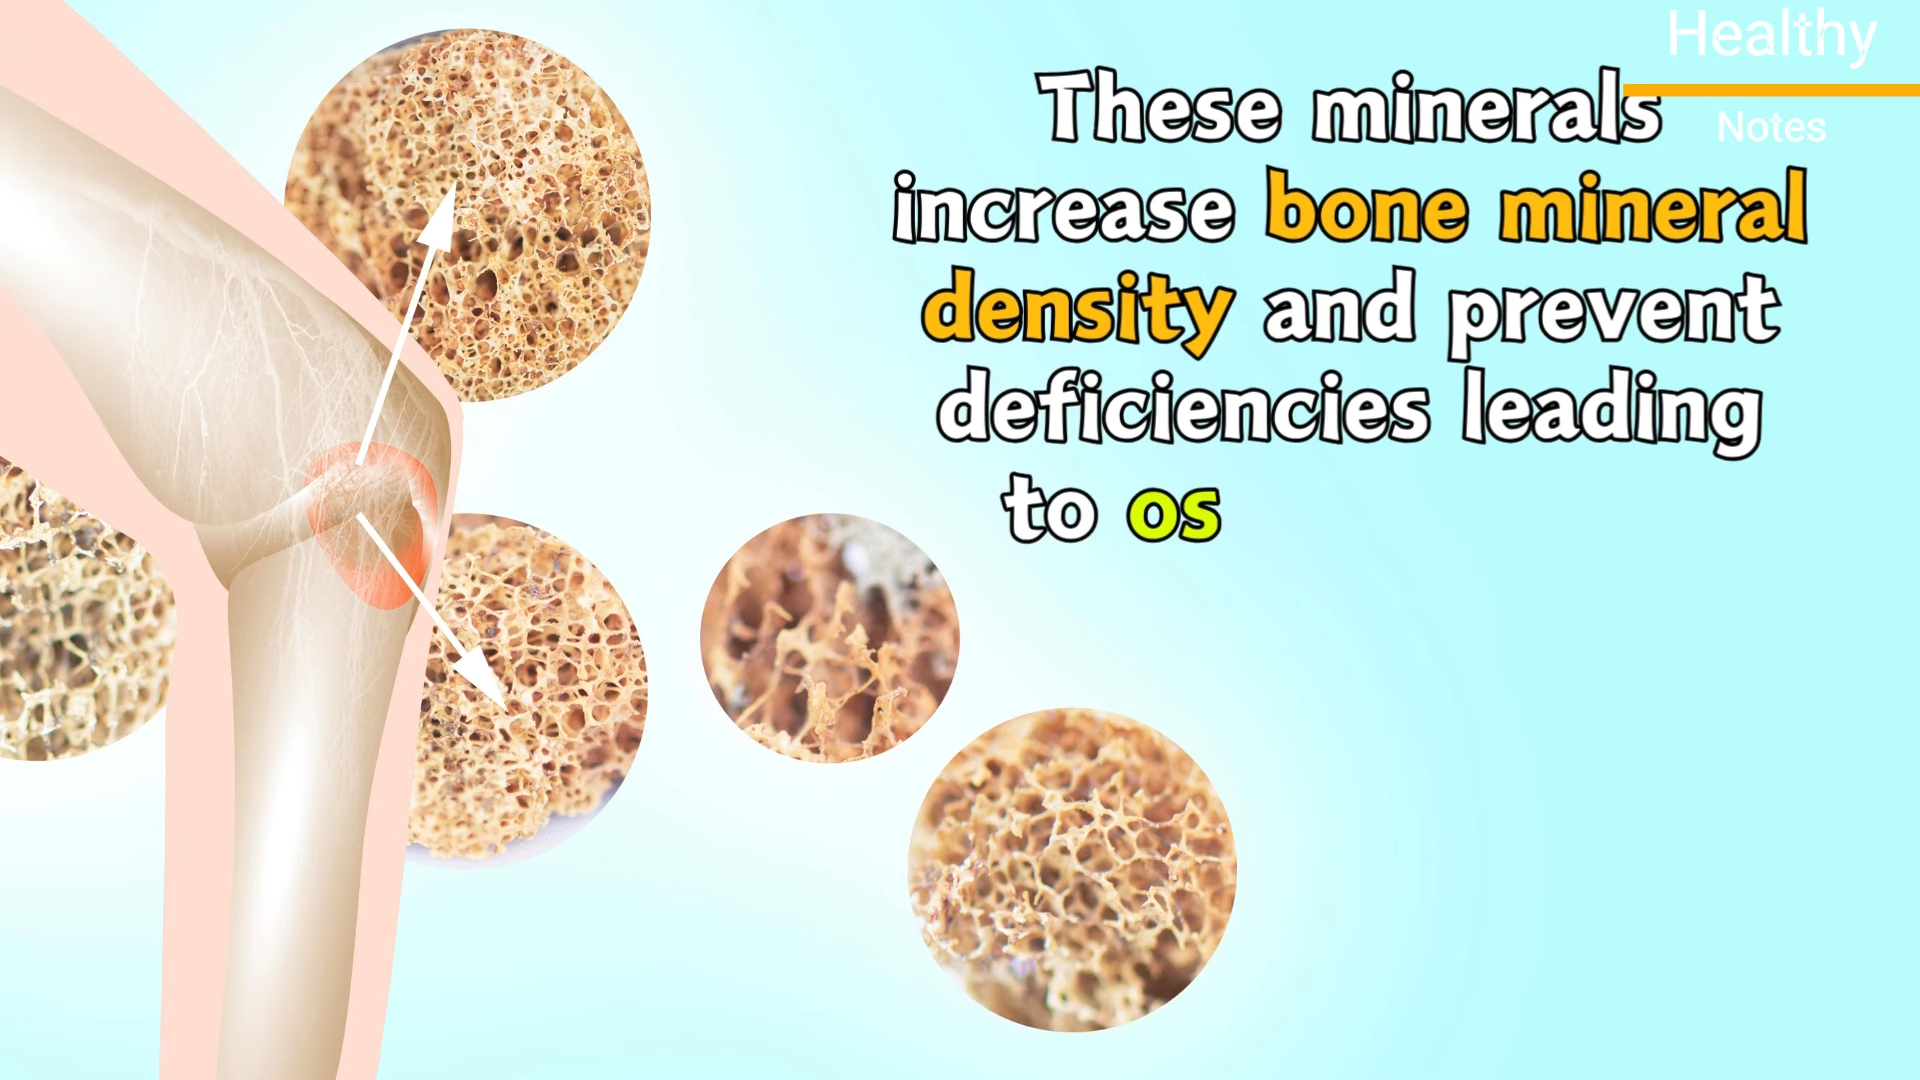 Healthy
Notes
These minerals
increase bone mineral
density and prevent
deficiencies leading
to os